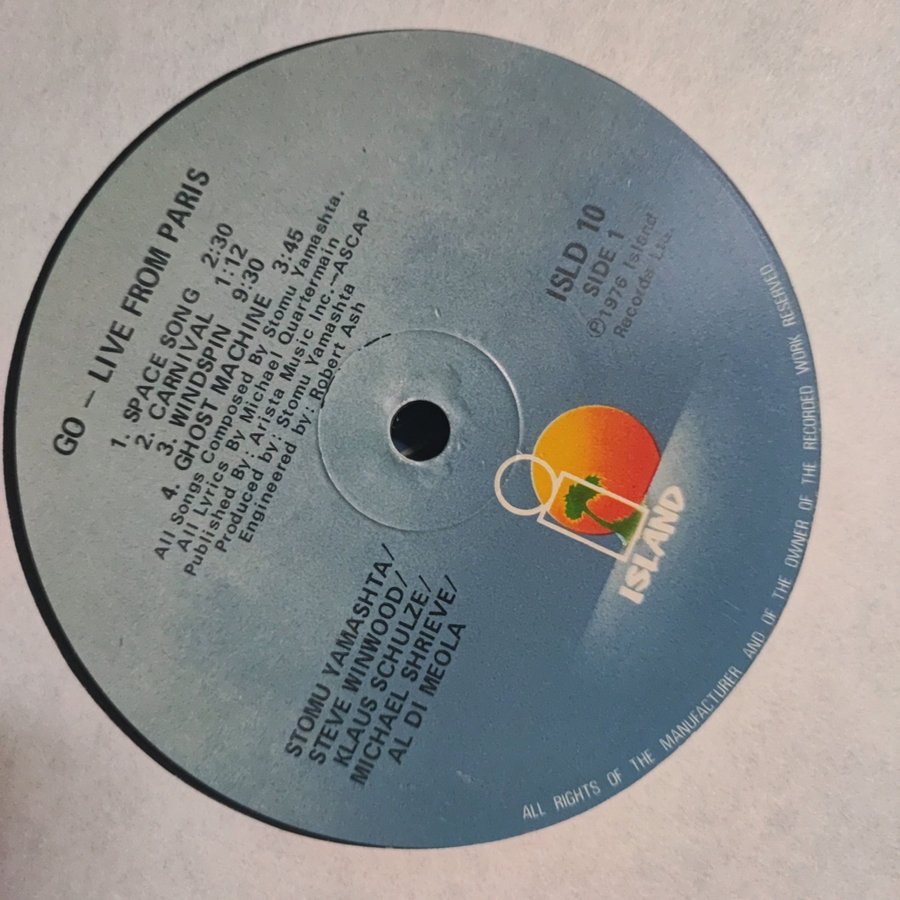 GO – LIVE FROM PARIS
1. SPACE SONG 2:30
2. CARNIVAL 1:12
3. WINDSPIN 9:30
4. GHOST MACHINE 3:45
All Songs Composed By Stomu Yamashta.
All Lyrics By Michael Quartermain
Published By: Arista Music Inc.—ASCAP
Produced by: Stomu Yamashta
Engineered by: Robert Ash
ISLD 10
SIDE 1
℗1976 Island
Records Ltd.
STOMU YAMASHTA/
STEVE WINWOOD/
KLAUS SCHULZE/
MICHAEL SHRIEVE/
AL DI MEOLA
ISLAND
ALL RIGHTS OF THE MANUFACTURER AND OF THE OWNER OF THE RECORDED WORK RESERVED